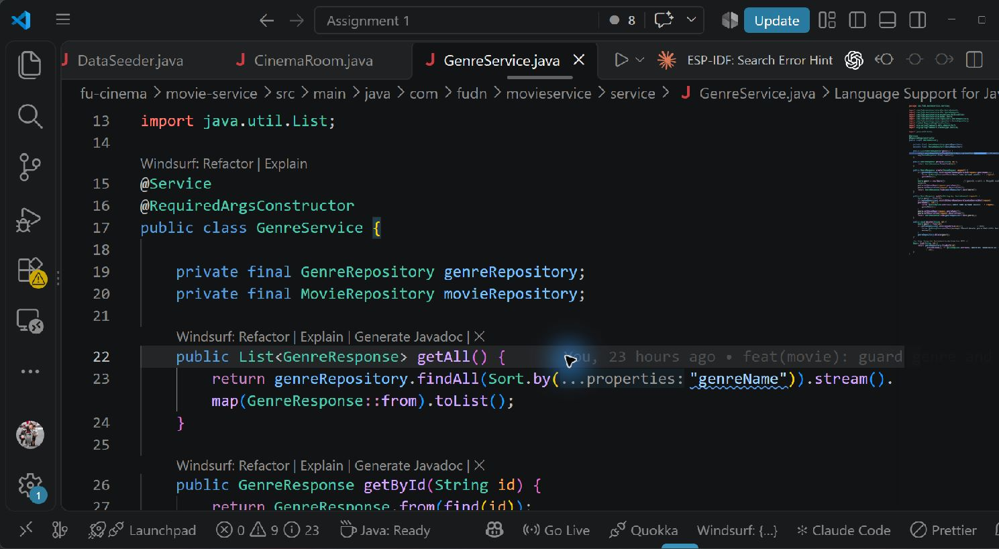 Assignment 1
8
Update
DataSeeder.java
CinemaRoom.java
GenreService.java
ESP-IDF: Search Error Hint
fu-cinema > movie-service > src > main > java > com > fudn > movieservice > service > GenreService.java > Language Support for Jav
13 import java.util.List;
14
Windsurf: Refactor | Explain
15 @Service
16 @RequiredArgsConstructor
17 public class GenreService {
18
19 private final GenreRepository genreRepository;
20 private final MovieRepository movieRepository;
21
Windsurf: Refactor | Explain | Generate Javadoc | ×
22 public List<GenreResponse> getAll() { You, 23 hours ago • feat(movie): guard genre and
23 return genreRepository.findAll(Sort.by(...properties: "genreName")).stream().
map(GenreResponse::from).toList();
24 }
25
Windsurf: Refactor | Explain | Generate Javadoc | ×
26 public GenreResponse getById(String id) {
27 return GenreResponse.from(find(id));
1
Launchpad 0 9 23 Java: Ready Go Live Quokka Windsurf: {...} Claude Code Prettier